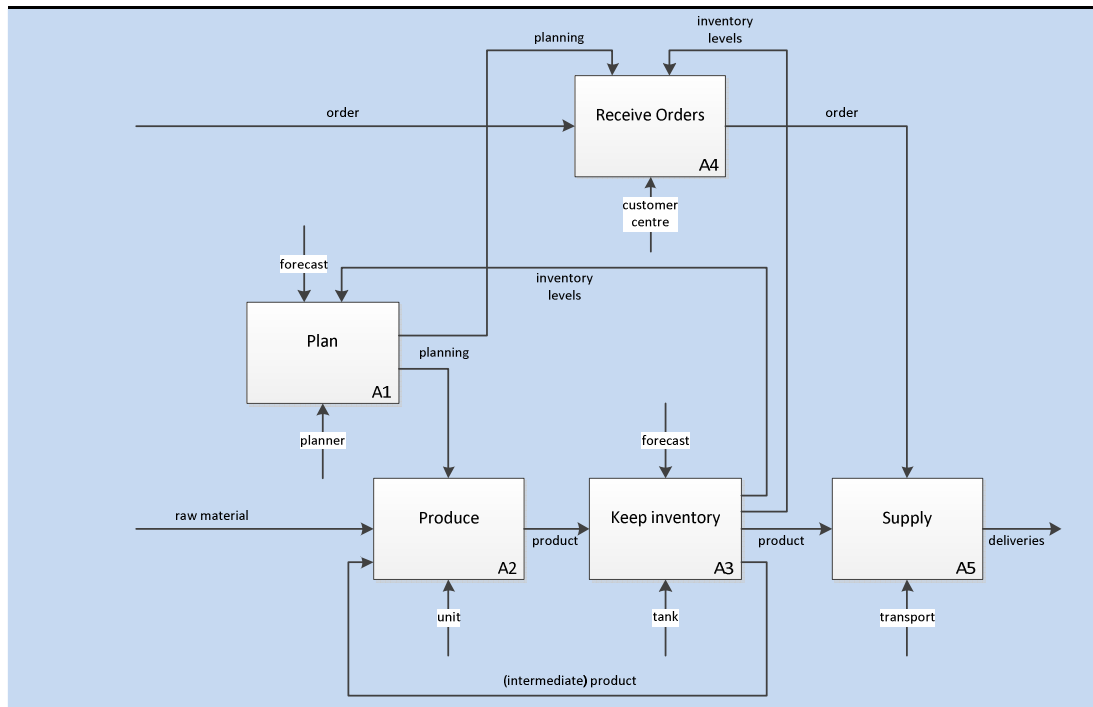 inventory
levels
planning
order
Receive Orders
order
A4
customer
centre
forecast
inventory
levels
Plan
planning
A1
planner
forecast
raw material
Produce
Keep inventory
Supply
product
product
deliveries
A2
A3
A5
unit
tank
transport
(intermediate) product